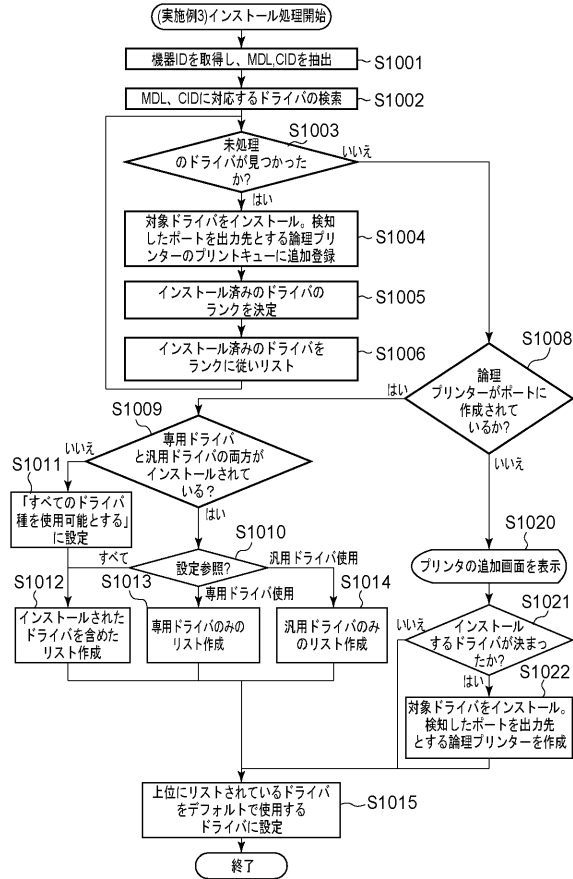 (実施例3)インストール処理開始
機器IDを取得し、MDL,CIDを抽出
S1001
MDL、CIDに対応するドライバの検索
S1002
S1003
未処理
のドライバが見つかった
か?
いいえ
はい
対象ドライバをインストール。検知
したポートを出力先とする論理プリン
ターのプリントキューに追加登録
S1004
インストール済みのドライバの
ランクを決定
S1005
インストール済みのドライバを
ランクに従いリスト
S1006
S1008
論理
プリンターがポートに
作成されて
いるか?
はい
いいえ
S1009
専用ドライバ
と汎用ドライバの両方が
インストールされて
いる？
いいえ
はい
S1011
「すべてのドライバ
種を使用可能とする」
に設定
S1010
設定参照?
すべて
汎用ドライバ使用
専用ドライバ使用
S1012
インストールされた
ドライバを含めた
リスト作成
S1013
専用ドライバのみの
リスト作成
S1014
汎用ドライバのみ
のリスト作成
S1020
プリンタの追加画面を表示
S1021
インストール
するドライバが決まっ
たか?
いいえ
はい
S1022
対象ドライバをインストール。
検知したポートを出力先
とする論理プリンターを作成
上位にリストされているドライバ
をデフォルトで使用する
ドライバに設定
S1015
終了